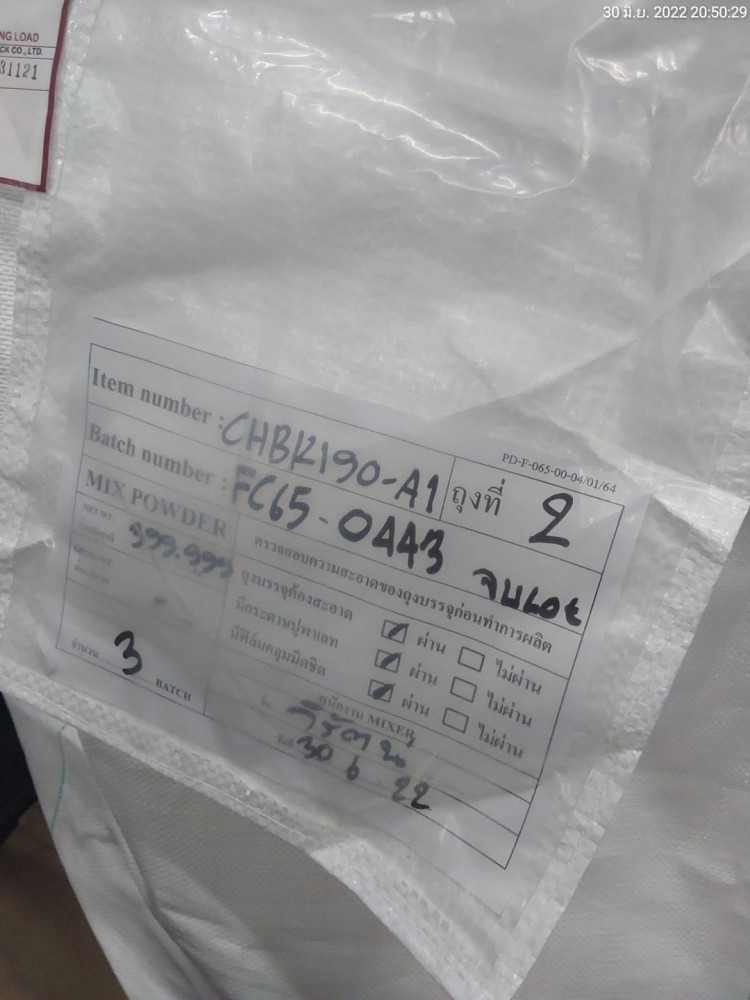 30 มิ.ย. 2022 20:50:29
NG LOAD
CK CO., LTD.
31121
PD-F-065-00-04/01/64
Item number : CHBK190-A1 ถุงที่ 2
Batch number : FC65-0443 จบLot
MIX POWDER
ตรวจสอบความสะอาดของถุงบรรจุก่อนทำการผลิต
999.999
ถุงบรรจุต้องสะอาด ผ่าน ไม่ผ่าน
มีกระดาษปูพาเลท ผ่าน ไม่ผ่าน
มีฟิล์มคลุมมิดชิด ผ่าน ไม่ผ่าน
จำนวน 3 BATCH
พนักงาน MIXER
วันที่ 30 6 22